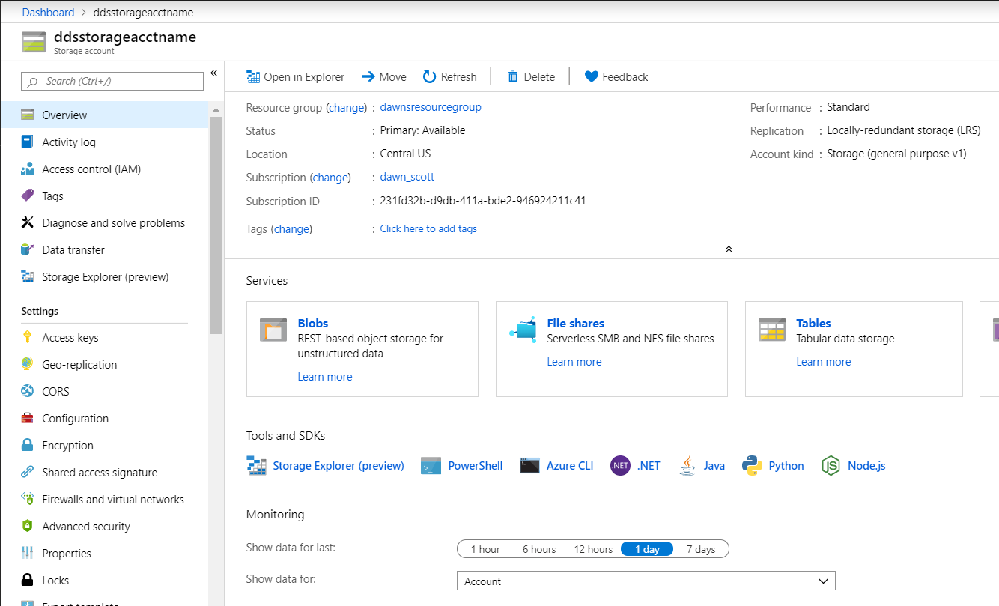 Dashboard > ddsstorageacctname
ddsstorageacctname
Storage account
Search (Ctrl+/)
«
Overview
Activity log
Access control (IAM)
Tags
Diagnose and solve problems
Data transfer
Storage Explorer (preview)
Settings
Access keys
Geo-replication
CORS
Configuration
Encryption
Shared access signature
Firewalls and virtual networks
Advanced security
Properties
Locks
Export template
Open in Explorer Move Refresh Delete Feedback
Resource group (change) : dawnsresourcegroup
Status : Primary: Available
Location : Central US
Subscription (change) : dawn_scott
Subscription ID : 231fd32b-d9db-411a-bde2-946924211c41
Tags (change) : Click here to add tags
Performance : Standard
Replication : Locally-redundant storage (LRS)
Account kind : Storage (general purpose v1)
Services
Blobs
REST-based object storage for
unstructured data
Learn more
File shares
Serverless SMB and NFS file shares
Learn more
Tables
Tabular data storage
Learn more
Tools and SDKs
Storage Explorer (preview) PowerShell Azure CLI .NET .NET Java Python Node.js
Monitoring
Show data for last: 1 hour 6 hours 12 hours 1 day 7 days
Show data for: Account